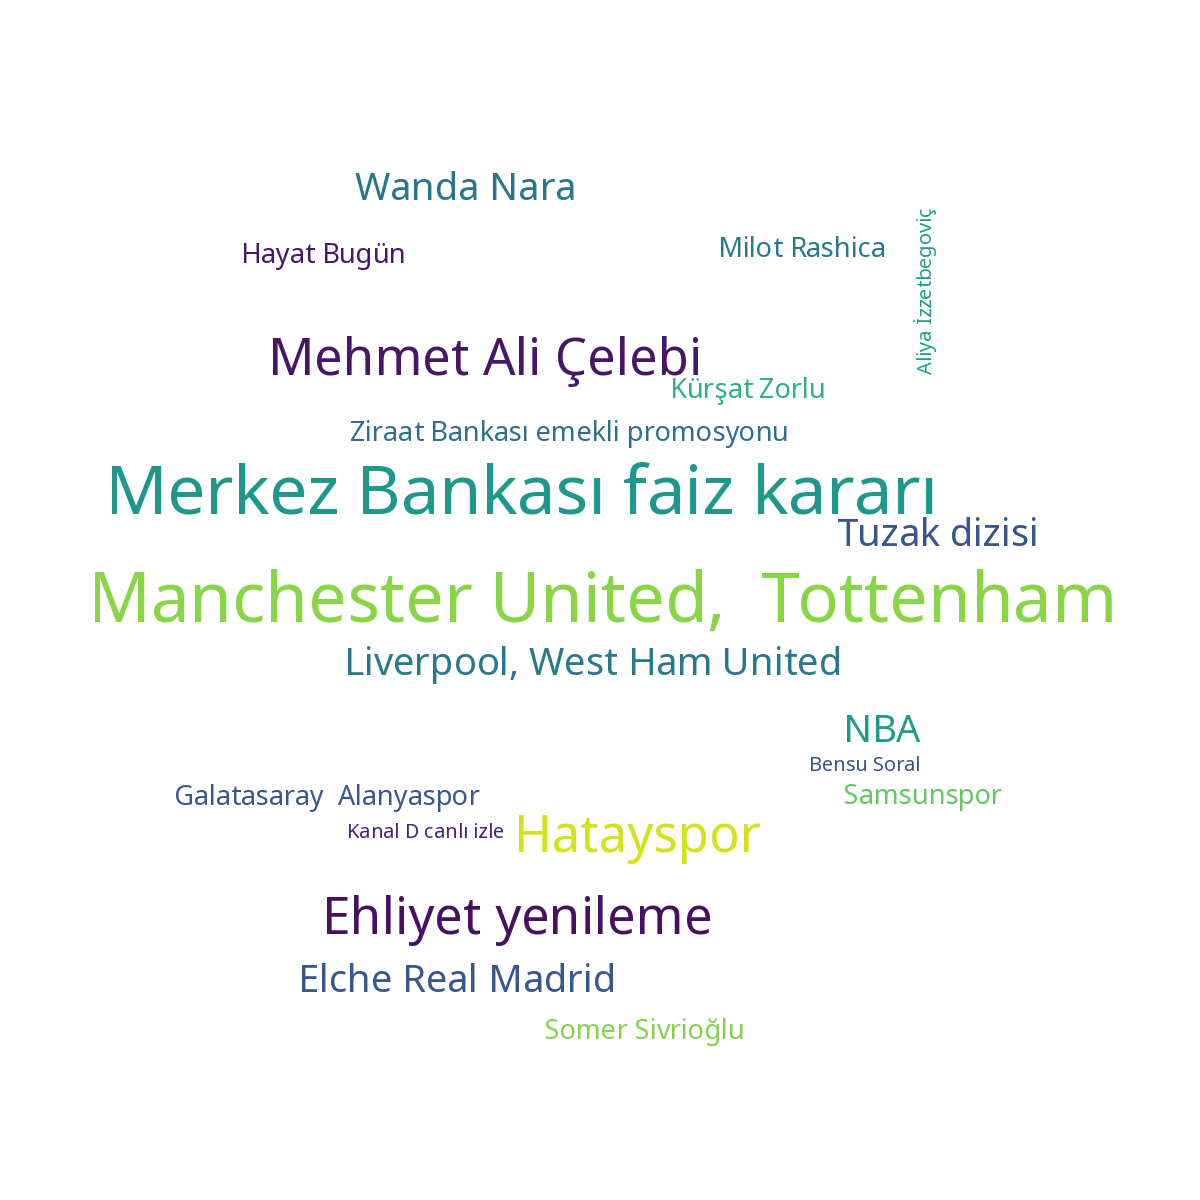 Wanda Nara
Hayat Bugün
Milot Rashica
Aliya İzzetbegoviç
Mehmet Ali Çelebi
Kürşat Zorlu
Ziraat Bankası emekli promosyonu
Merkez Bankası faiz kararı
Tuzak dizisi
Manchester United, Tottenham
Liverpool, West Ham United
NBA
Bensu Soral
Galatasaray Alanyaspor
Samsunspor
Kanal D canlı izle
Hatayspor
Ehliyet yenileme
Elche Real Madrid
Somer Sivrioğlu